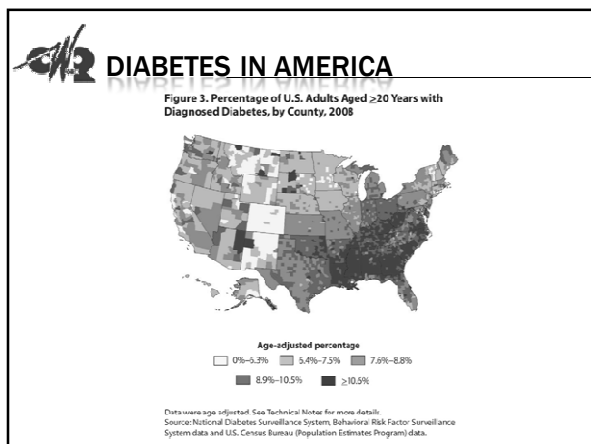 DIABETES IN AMERICA
Figure 3. Percentage of U.S. Adults Aged ≥20 Years with
Diagnosed Diabetes, by County, 2008
Age-adjusted percentage
0%–6.3%
6.4%–7.5%
7.6%–8.8%
8.9%–10.5%
≥10.6%
Data were age adjusted. See Technical Notes for more details.
Source: National Diabetes Surveillance System, Behavioral Risk Factor Surveillance
System data and U.S. Census Bureau (Population Estimates Program) data.